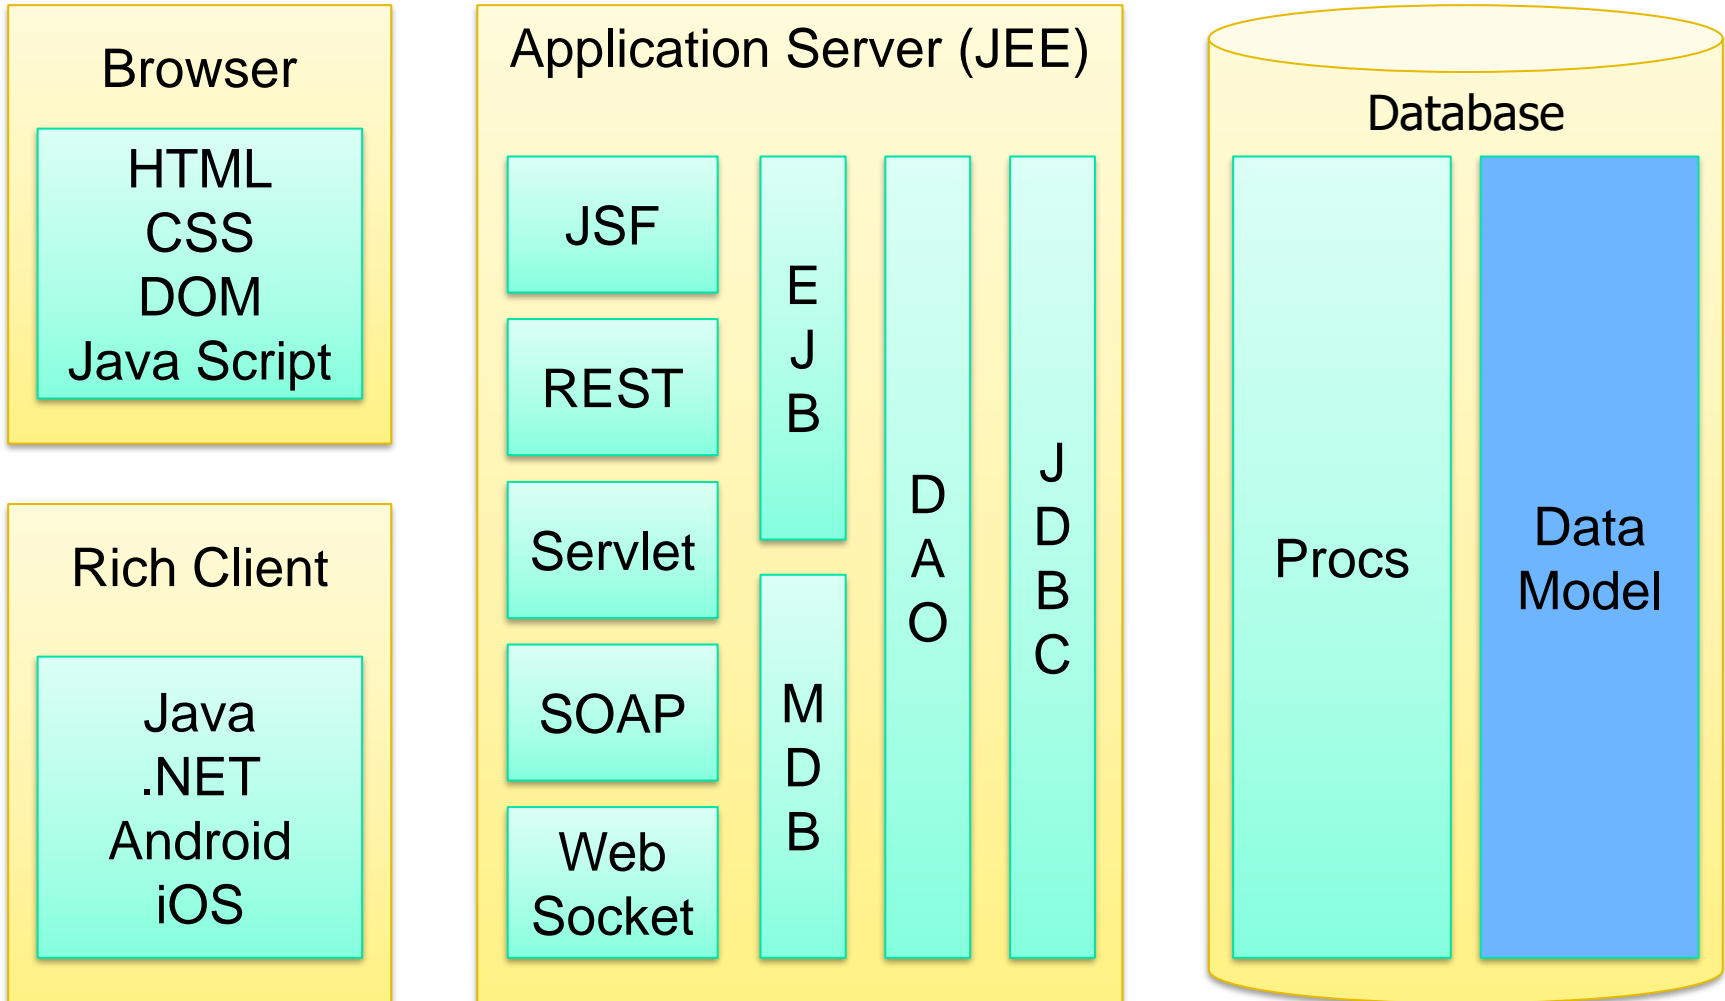 Browser
HTML
CSS
DOM
Java Script
Rich Client
Java
.NET
Android
iOS
Application Server (JEE)
JSF
REST
Servlet
SOAP
Web
Socket
E
J
B
M
D
B
D
A
O
J
D
B
C
Database
Procs
Data
Model